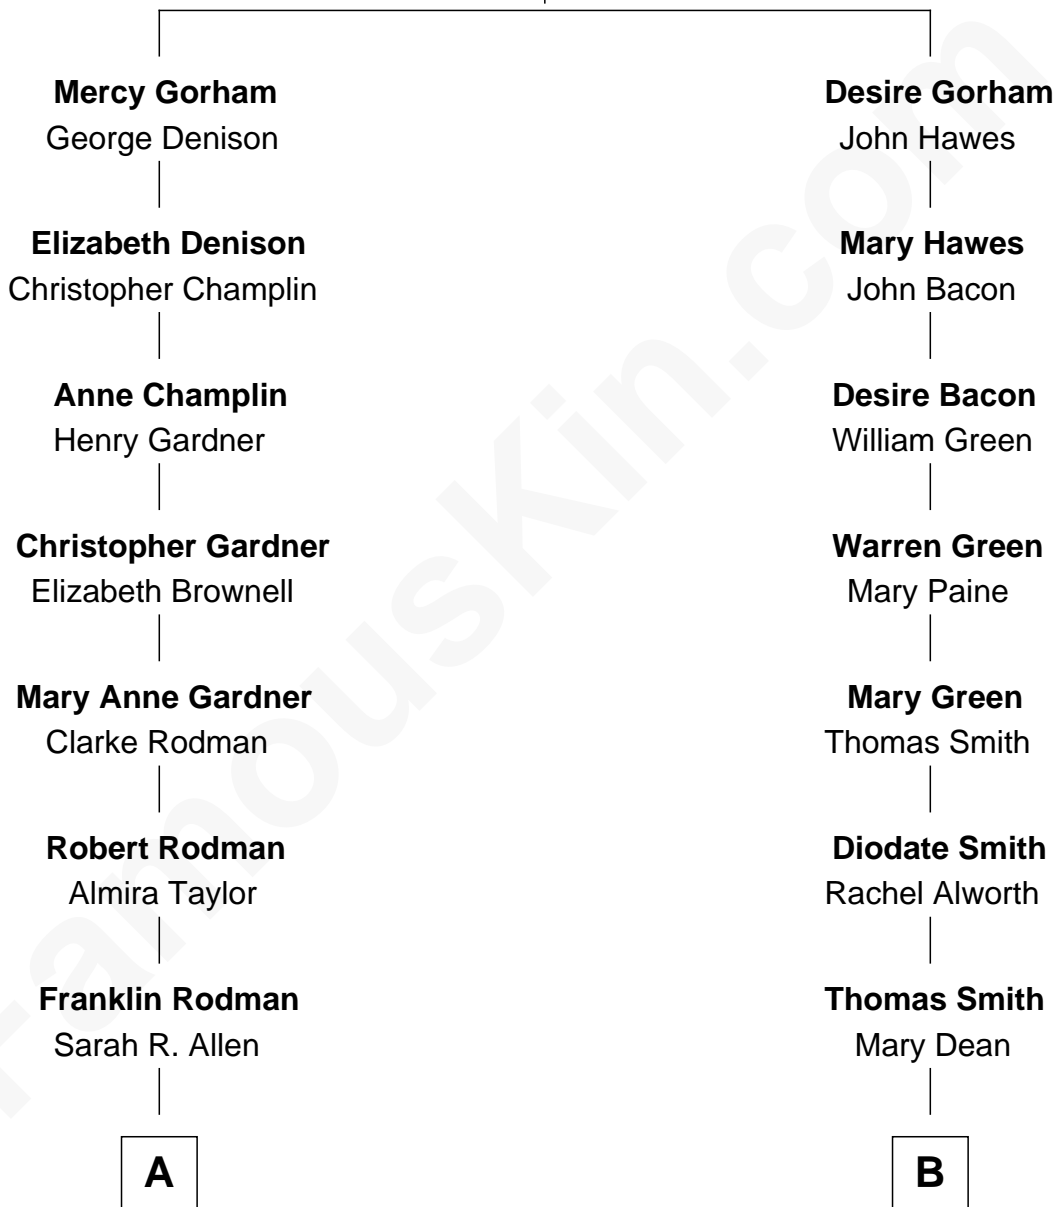 Mercy Gorham
George Denison
Elizabeth Denison
Christopher Champlin
Anne Champlin
Henry Gardner
Christopher Gardner
Elizabeth Brownell
Mary Anne Gardner
Clarke Rodman
Robert Rodman
Almira Taylor
Franklin Rodman
Sarah R. Allen
A
Desire Gorham
John Hawes
Mary Hawes
John Bacon
Desire Bacon
William Green
Warren Green
Mary Paine
Mary Green
Thomas Smith
Diodate Smith
Rachel Alworth
Thomas Smith
Mary Dean
B
FamousKin.com